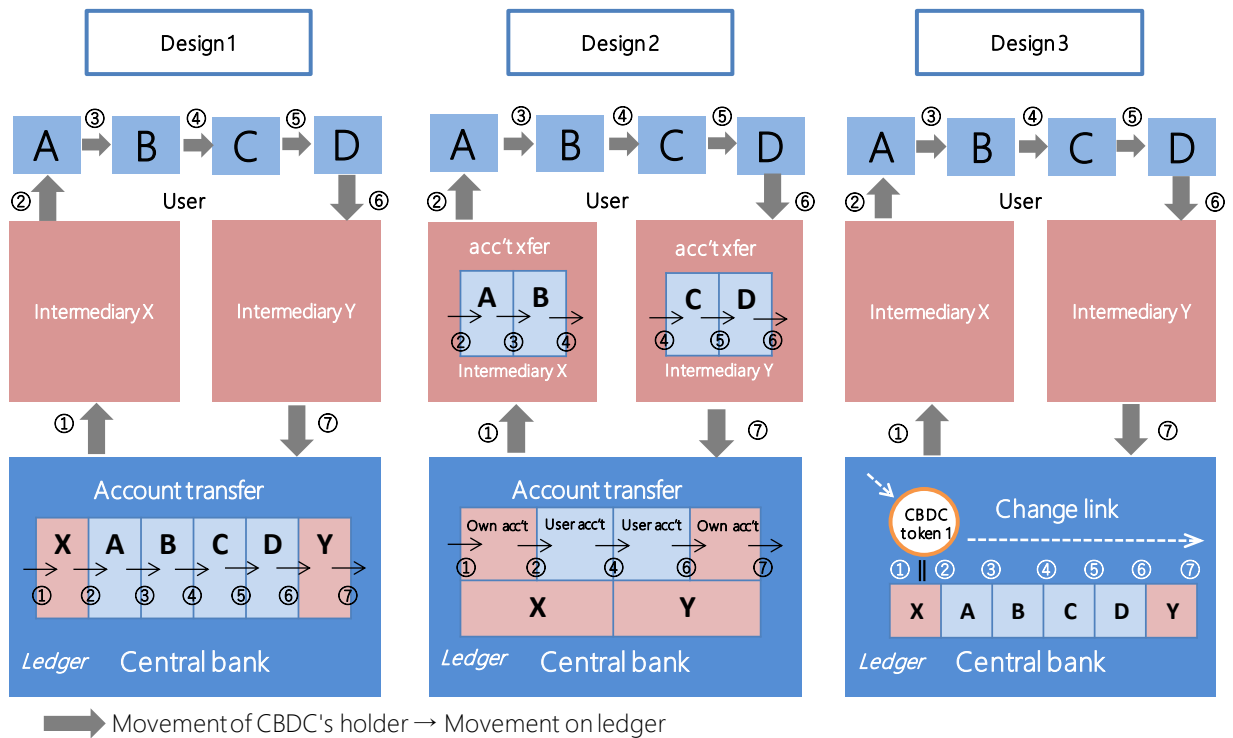 Design 1
③ ④ ⑤
A B C D
② User ⑥
Intermediary X Intermediary Y
① ⑦
Account transfer
X A B C D Y
① ② ③ ④ ⑤ ⑥ ⑦
Ledger Central bank
Design 2
③ ④ ⑤
A B C D
② User ⑥
acc't xfer acc't xfer
A B C D
② ③ ④ ④ ⑤ ⑥
Intermediary X Intermediary Y
① ⑦
Account transfer
Own acc't User acc't User acc't Own acc't
① ② ④ ⑥ ⑦
X Y
Ledger Central bank
Design 3
③ ④ ⑤
A B C D
② User ⑥
Intermediary X Intermediary Y
① ⑦
CBDC
token 1
Change link
① ② ③ ④ ⑤ ⑥ ⑦
X A B C D Y
Ledger Central bank
Movement of CBDC's holder → Movement on ledger